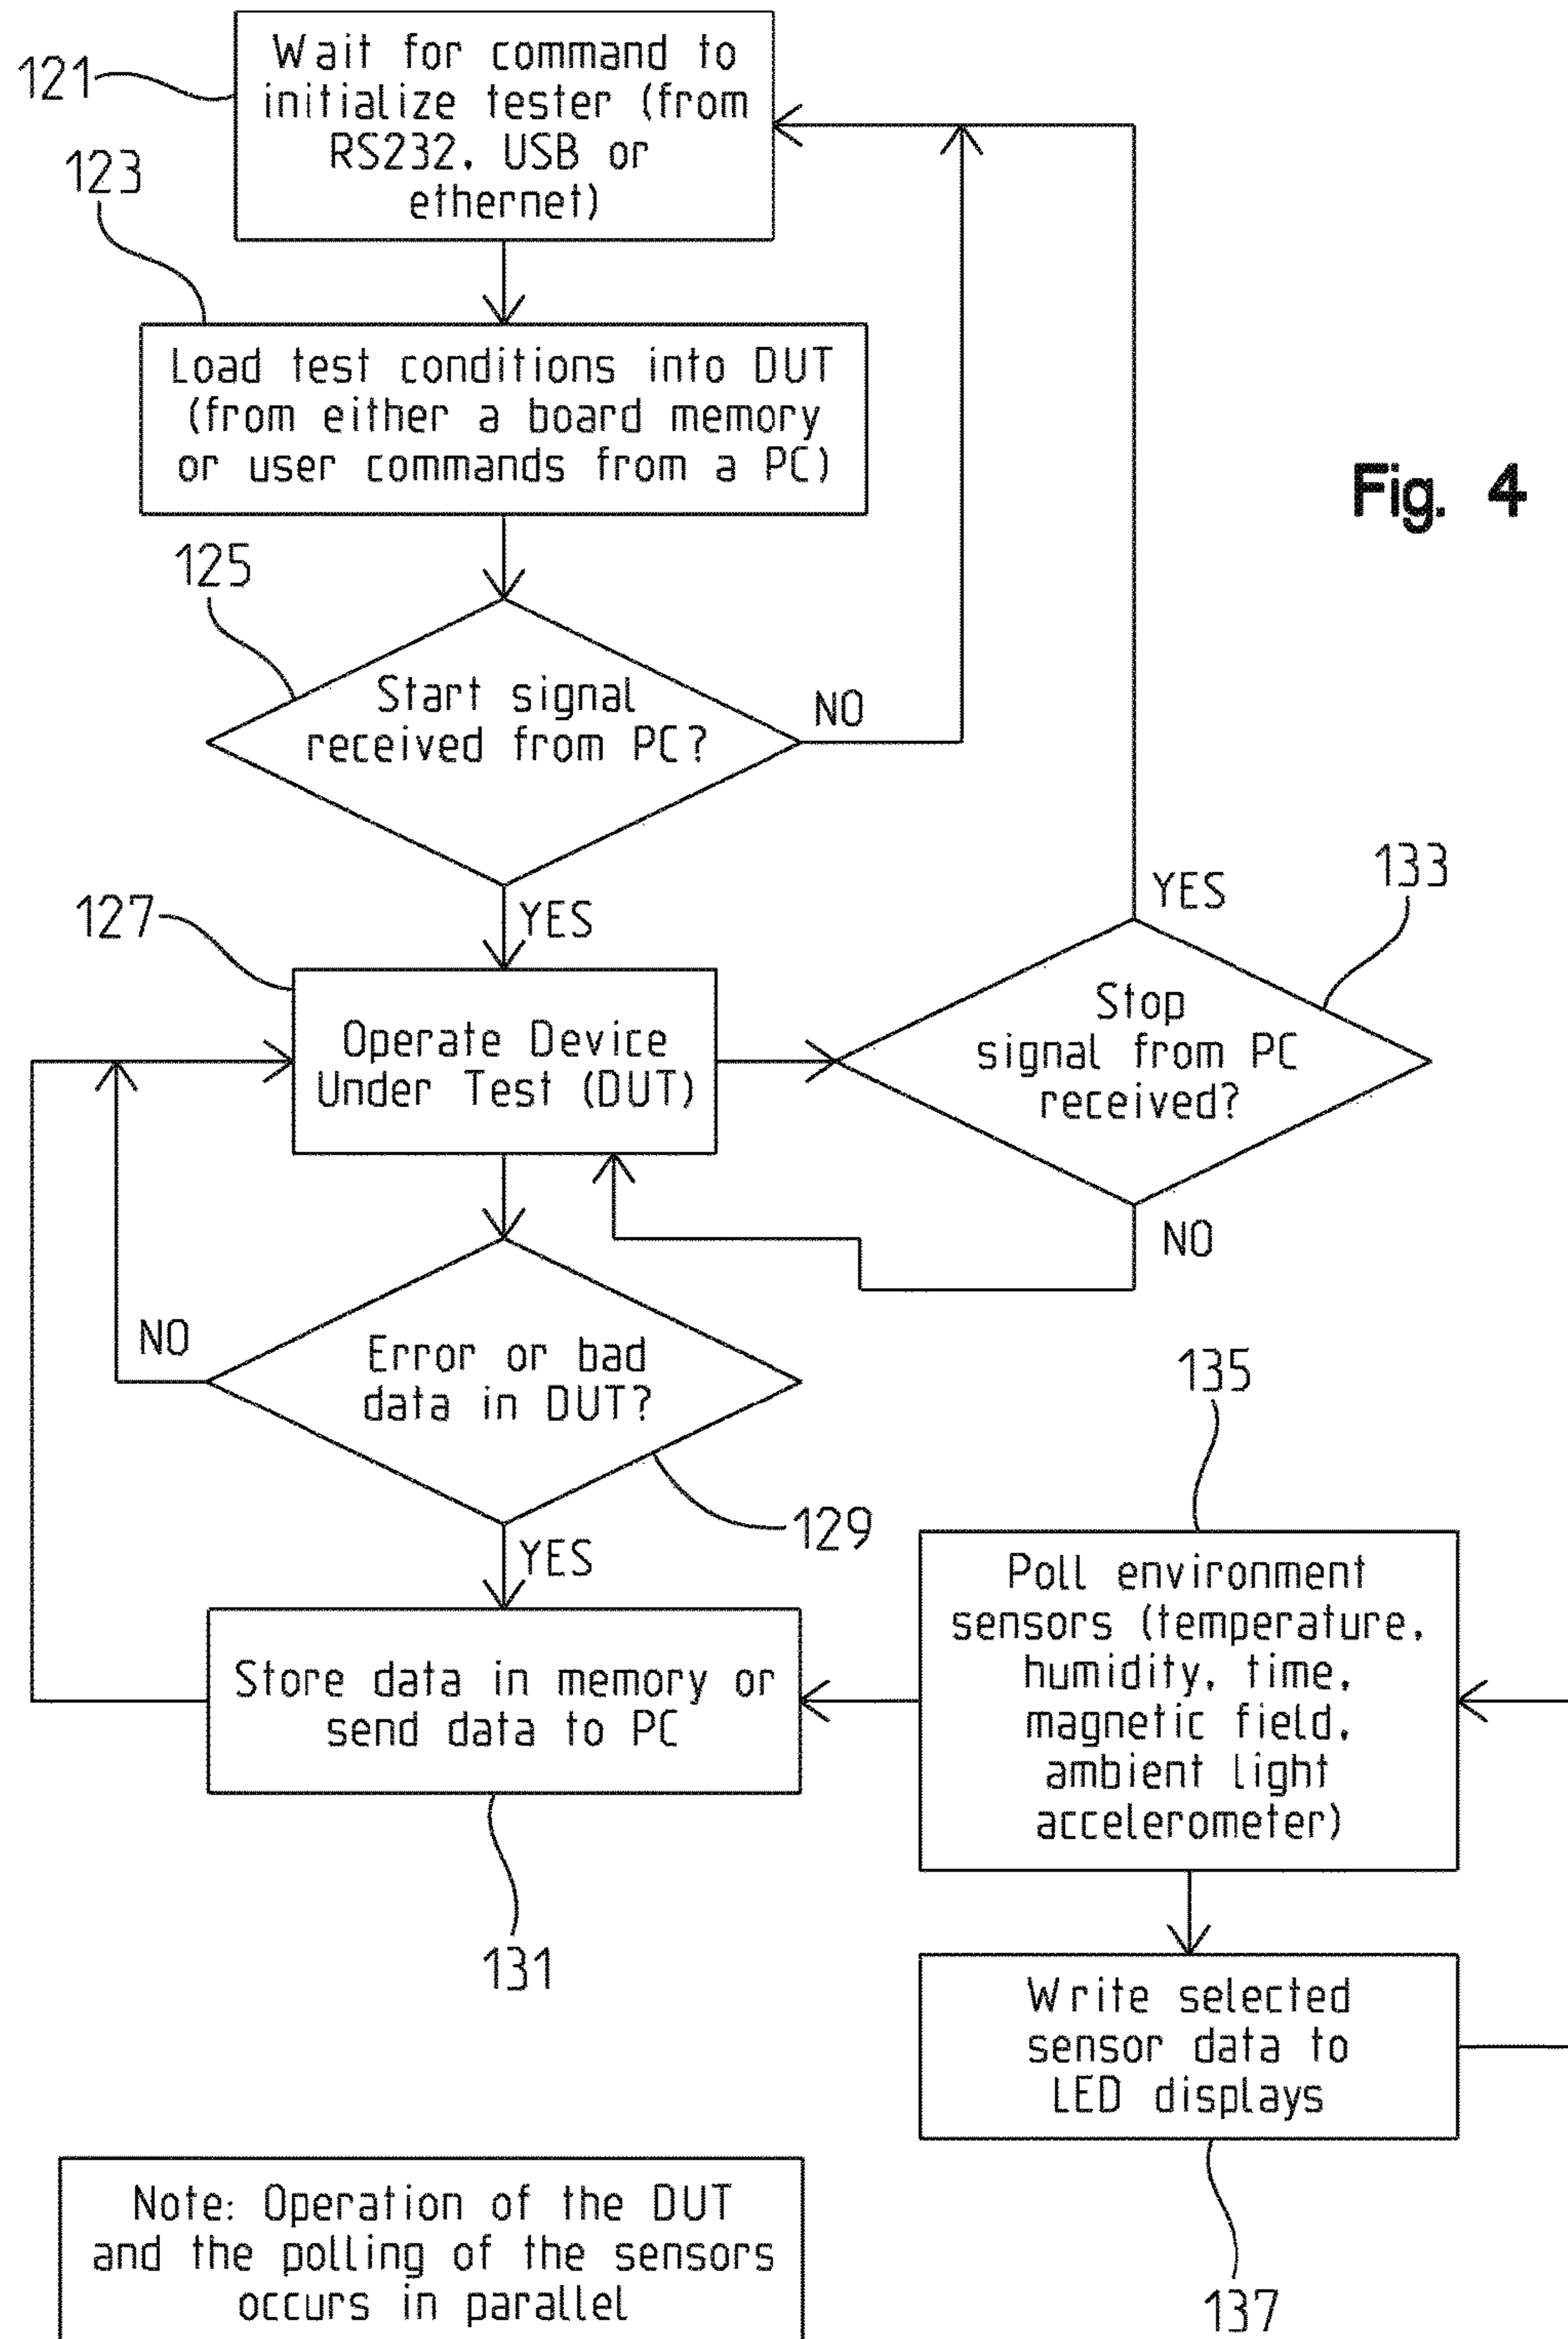 121
Wait for command to
initialize tester (from
RS232, USB or
ethernet)
123
Load test conditions into DUT
(from either a board memory
or user commands from a PC)
Fig. 4
125
Start signal
received from PC?
NO
YES
127
Operate Device
Under Test (DUT)
YES
133
Stop
signal from PC
received?
NO
NO
Error or bad
data in DUT?
129
YES
135
Poll environment
sensors (temperature,
humidity, time,
magnetic field,
ambient light
accelerometer)
Store data in memory or
send data to PC
131
Write selected
sensor data to
LED displays
137
Note: Operation of the DUT
and the polling of the sensors
occurs in parallel